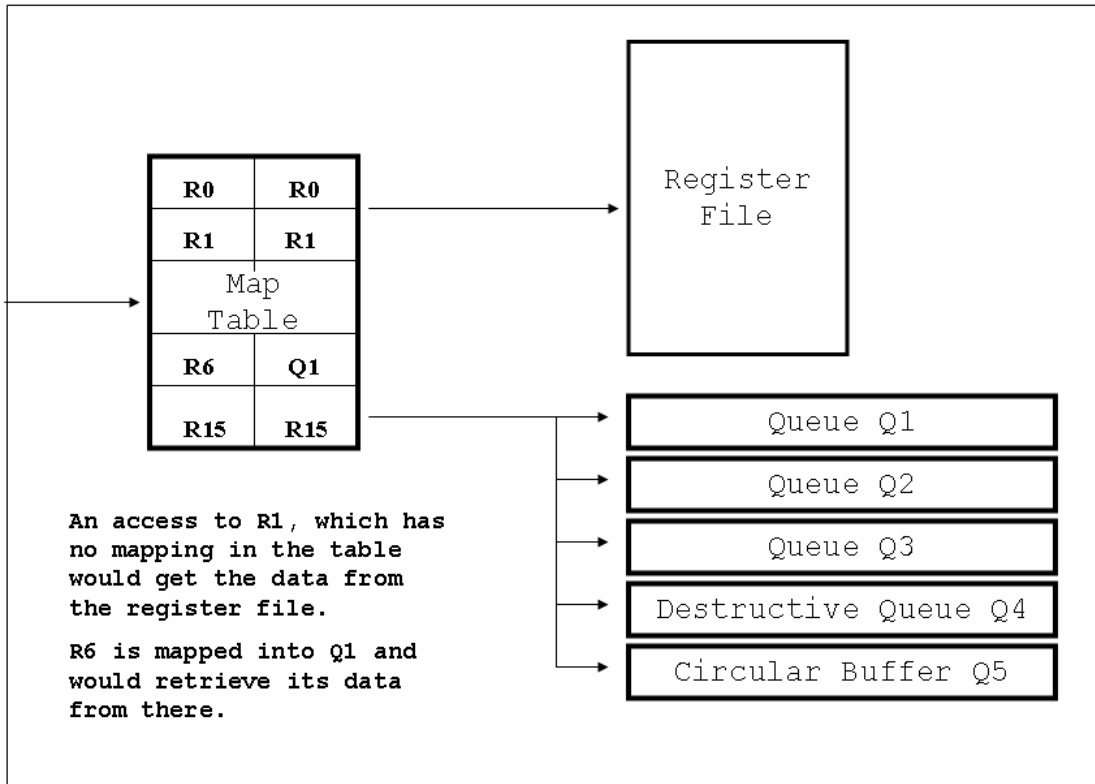 R0 R0
R1 R1
Map
Table
R6 Q1
R15 R15
Register
File
Queue Q1
Queue Q2
Queue Q3
Destructive Queue Q4
Circular Buffer Q5
An access to R1, which has
no mapping in the table
would get the data from
the register file.
R6 is mapped into Q1 and
would retrieve its data
from there.